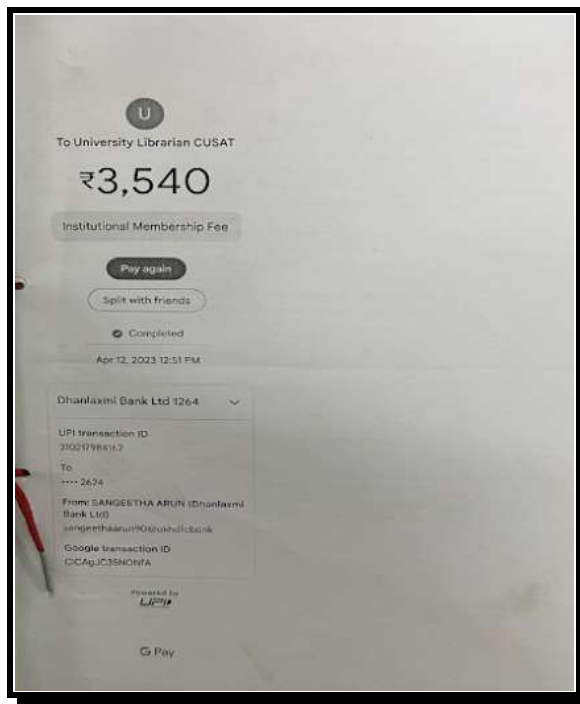 U
To University Librarian CUSAT
₹3,540
Institutional Membership Fee
Pay again
Split with friends
Completed
Apr 12, 2023 12:51 PM
Dhanlaxmi Bank Ltd 1264
UPI transaction ID
To
•••• 2624
From: SANGEETHA ARUN (Dhanlaxmi
Bank Ltd)
Google transaction ID
Powered by
UPI
G Pay